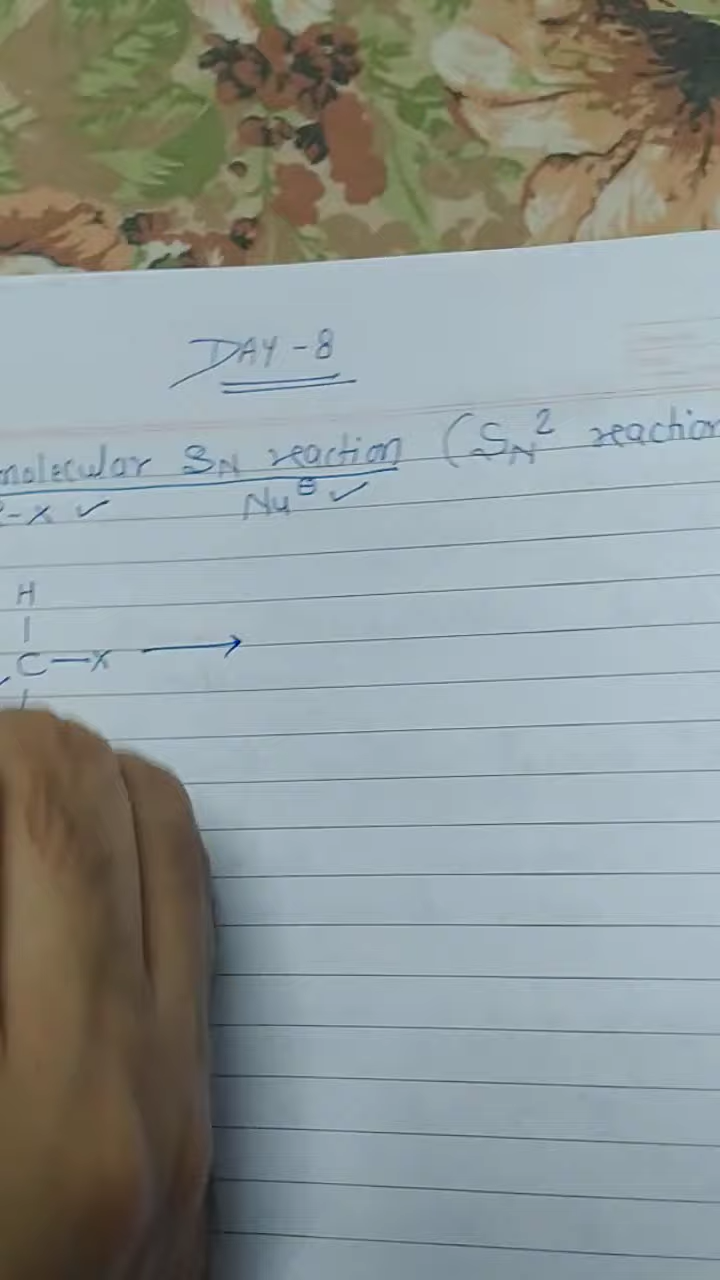 DAY-8
molecular SN reaction (SN2 reaction
-x ✓ Nu⊖ ✓
H
C-x →